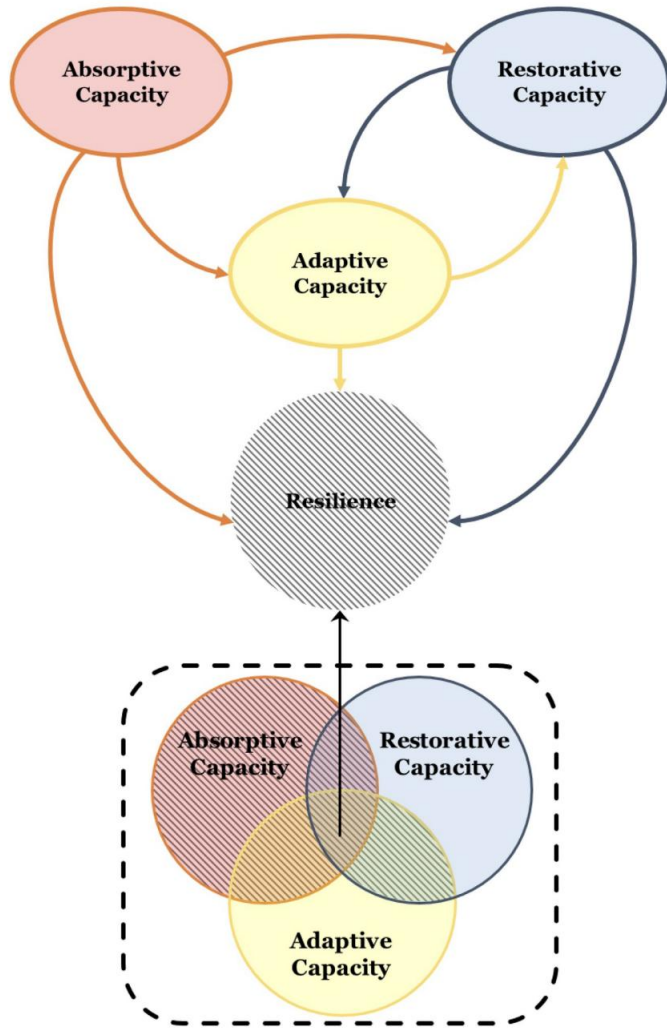 Absorptive
Capacity
Restorative
Capacity
Adaptive
Capacity
Resilience
Absorptive
Capacity
Restorative
Capacity
Adaptive
Capacity